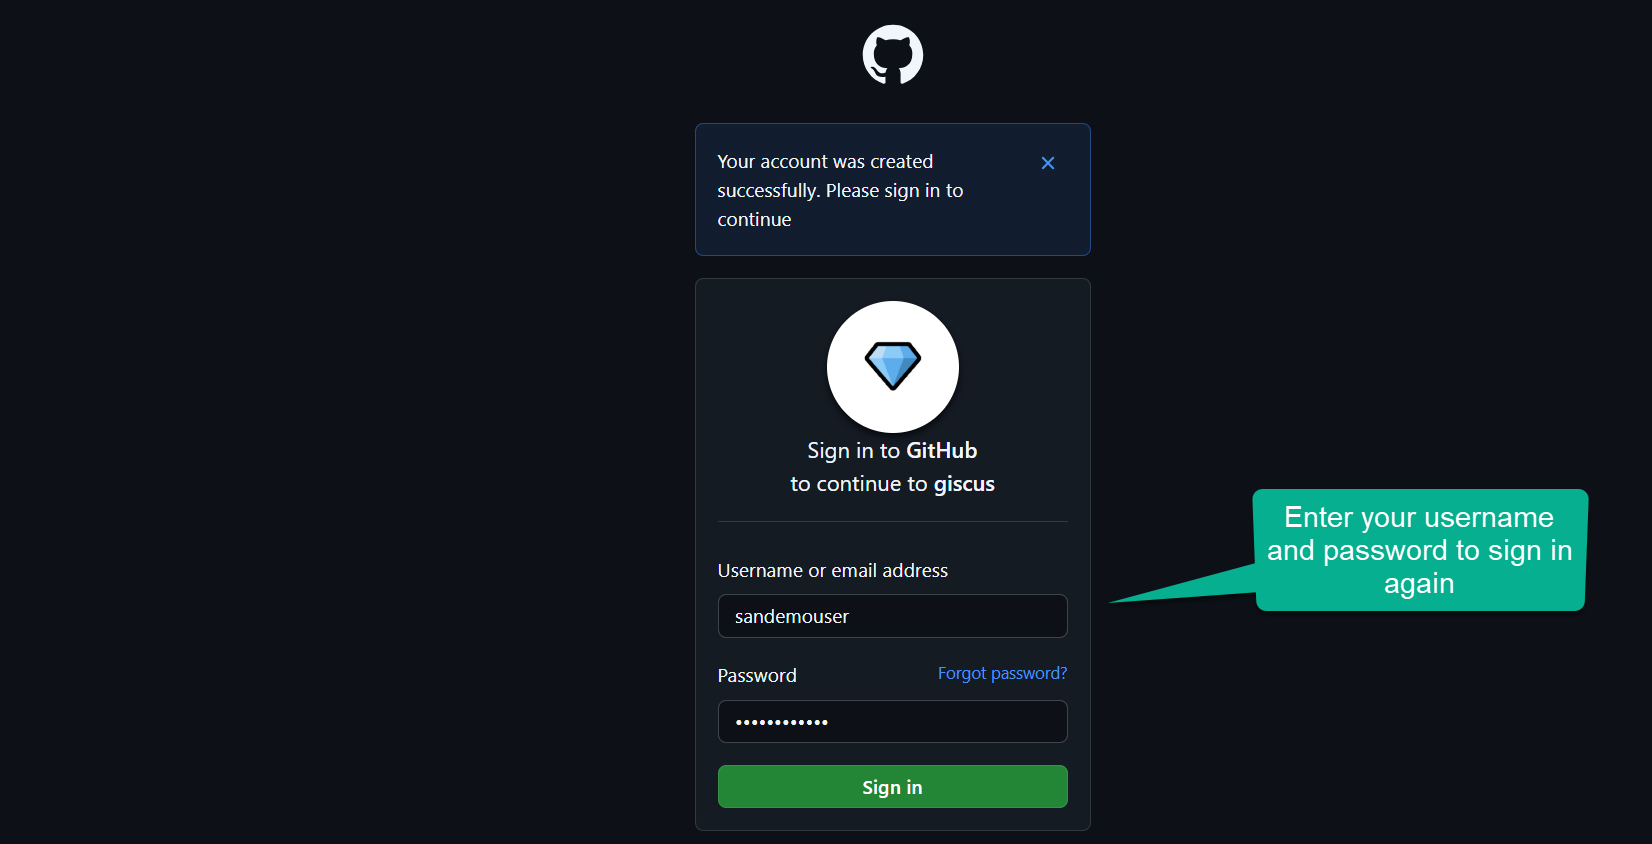 Your account was created
successfully. Please sign in to
continue
Sign in to GitHub
to continue to giscus
Enter your username
and password to sign in
again
Username or email address
sandemouser
Password
Forgot password?
••••••••••••
Sign in